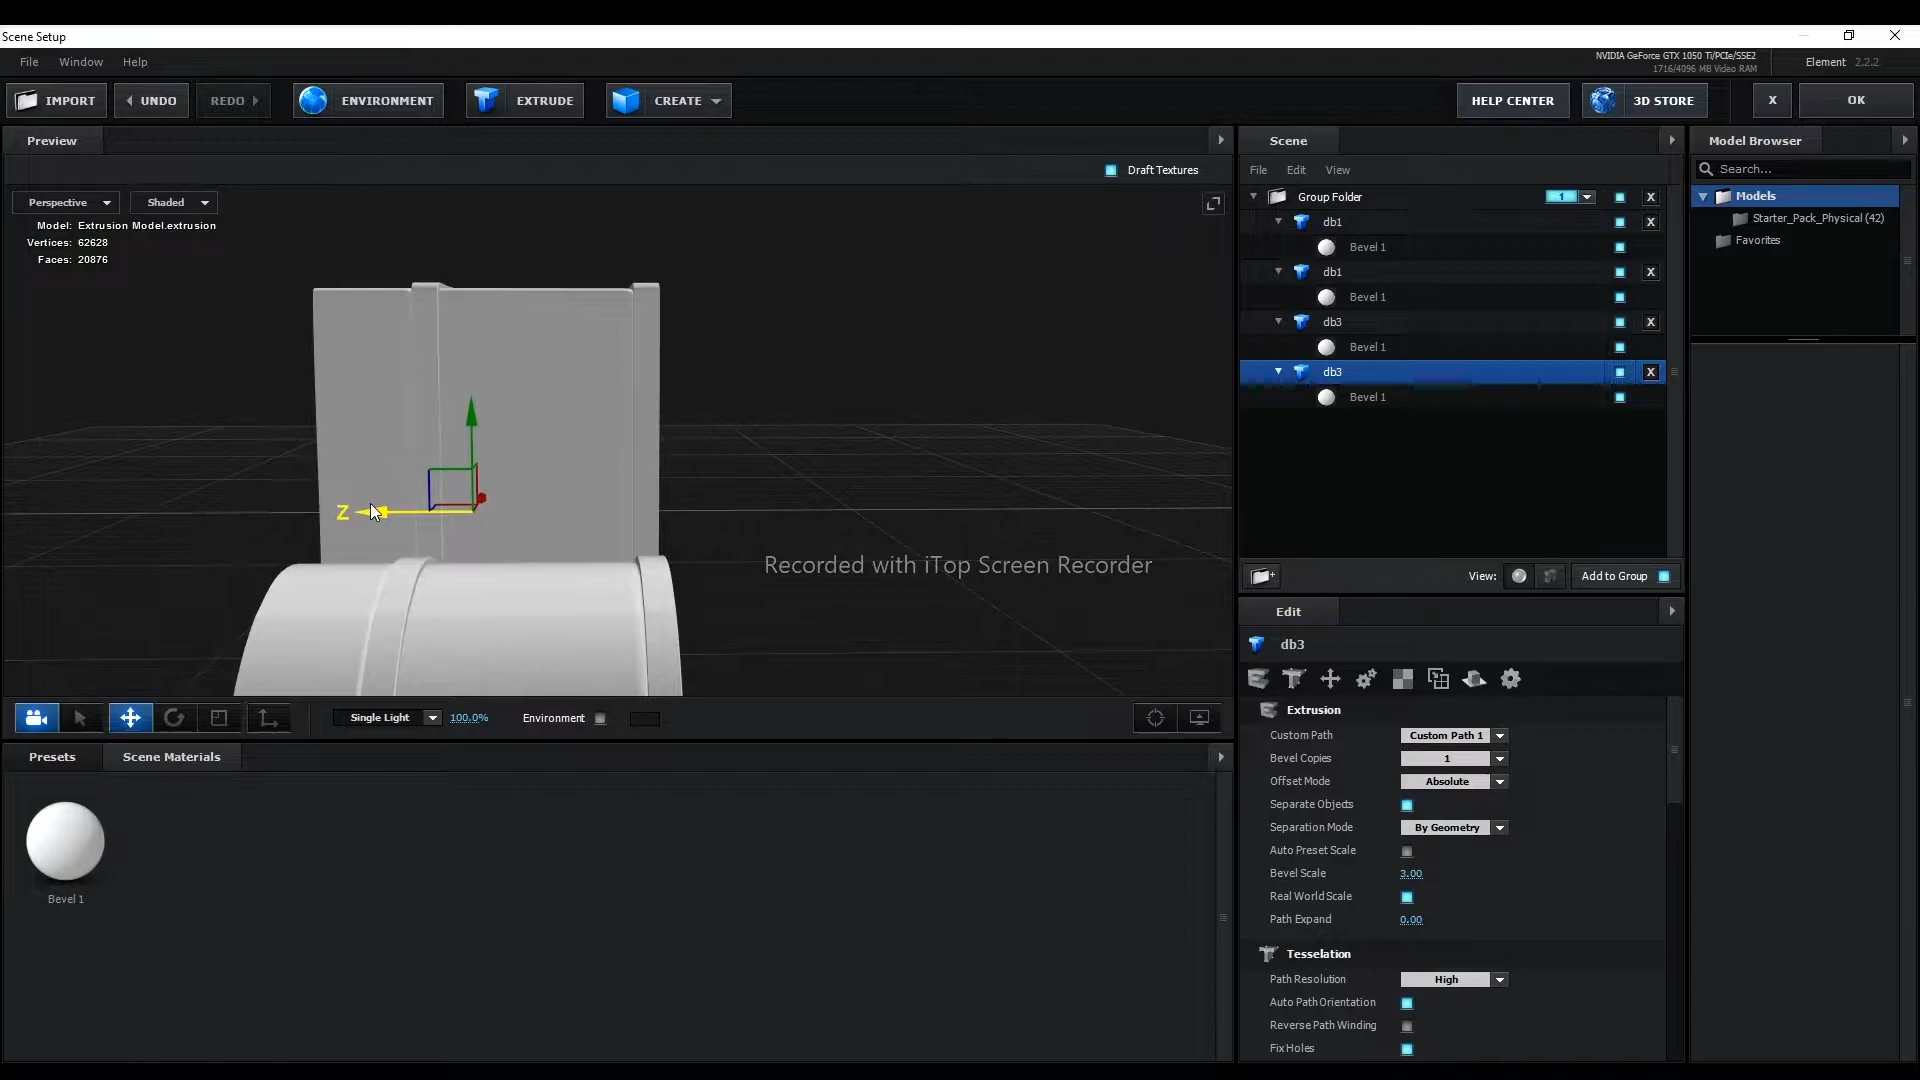 Scene Setup
File Window Help
NVIDIA GeForce GTX 1050 Ti/PCIe/SSE2
1716/4096 MB Video RAM
Element 2.2.2
IMPORT UNDO REDO ENVIRONMENT EXTRUDE CREATE HELP CENTER 3D STORE X OK
Preview
Draft Textures
Perspective Shaded
Model: Extrusion Model.extrusion
Vertices: 62628
Faces: 20876
Z
Recorded with iTop Screen Recorder
Single Light 100.0% Environment
Presets Scene Materials
Bevel 1
Scene
File Edit View
Group Folder 1 X
db1 X
Bevel 1
db1 X
Bevel 1
db3 X
Bevel 1
db3 X
Bevel 1
View: Add to Group
Edit
db3
Extrusion
Custom Path Custom Path 1
Bevel Copies 1
Offset Mode Absolute
Separate Objects
Separation Mode By Geometry
Auto Preset Scale
Bevel Scale 3.00
Real World Scale
Path Expand 0.00
Tesselation
Path Resolution High
Auto Path Orientation
Reverse Path Winding
Fix Holes
Model Browser
Search...
Models
Starter_Pack_Physical (42)
Favorites